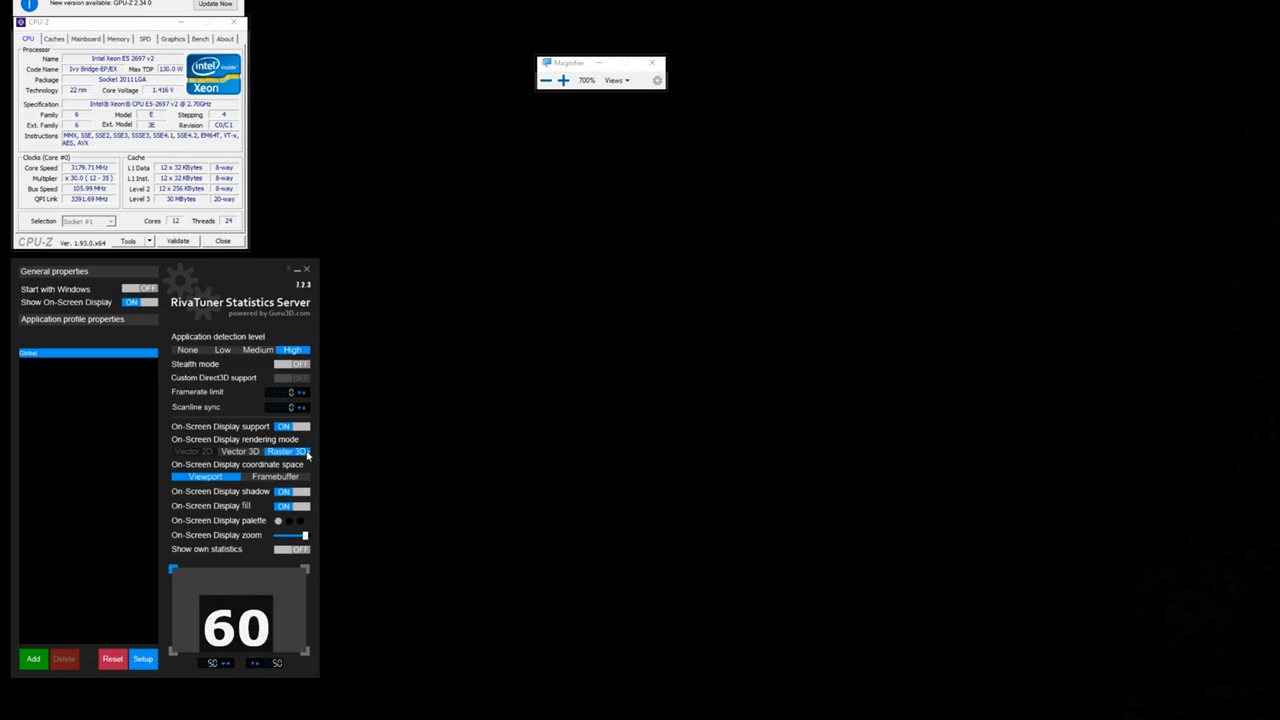 New version available: GPU-Z 2.34.0
Update Now
CPU-Z
CPU Caches Mainboard Memory SPD Graphics Bench About
Processor
Name Intel Xeon E5 2697 v2
Code Name Ivy Bridge-EP/EX Max TDP 130.0 W
Package Socket 2011 LGA
Technology 22 nm Core Voltage 1.416 V
intel inside
Xeon
Specification Intel® Xeon® CPU E5-2697 v2 @ 2.70GHz
Family 6 Model E Stepping 4
Ext. Family 6 Ext. Model 3E Revision C0/C1
Instructions MMX, SSE, SSE2, SSE3, SSSE3, SSE4.1, SSE4.2, EM64T, VT-x,
AES, AVX
Clocks (Core #0) Cache
Core Speed 3179.71 MHz L1 Data 12 x 32 KBytes 8-way
Multiplier x 30.0 ( 12 - 35 ) L1 Inst. 12 x 32 KBytes 8-way
Bus Speed 105.99 MHz Level 2 12 x 256 KBytes 8-way
QPI Link 3391.69 MHz Level 3 30 MBytes 20-way
Selection Socket #1 Cores 12 Threads 24
CPU-Z Ver. 1.93.0.x64 Tools Validate Close
Magnifier
700% Views
General properties
Start with Windows OFF
Show On-Screen Display ON
Application profile properties
Global
Add Delete Reset Setup
7.2.3
RivaTuner Statistics Server
powered by Guru3D.com
Application detection level
None Low Medium High
Stealth mode OFF
Custom Direct3D support OFF
Framerate limit 0
Scanline sync 0
On-Screen Display support ON
On-Screen Display rendering mode
Vector 2D Vector 3D Raster 3D
On-Screen Display coordinate space
Viewport Framebuffer
On-Screen Display shadow ON
On-Screen Display fill ON
On-Screen Display palette
On-Screen Display zoom
Show own statistics OFF
60
50 50